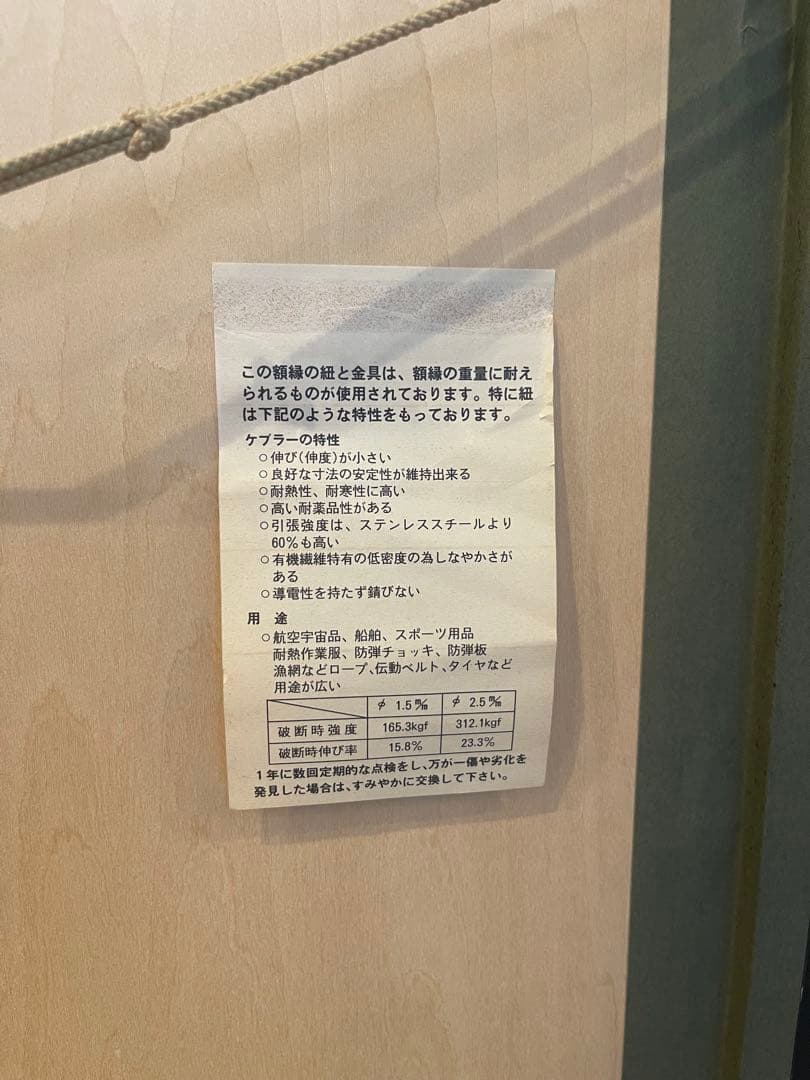 この額縁の紐と金具は、額縁の重量に耐え
られるものが使用されております。特に紐
は下記のような特性をもっております。
ケブラーの特性
○伸び(伸度)が小さい
○良好な寸法の安定性が維持出来る
○耐熱性、耐寒性に高い
○高い耐薬品性がある
○引張強度は、ステンレススチールより
60%も高い
○有機繊維特有の低密度の為しなやかさが
ある
○導電性を持たず錆びない
用　途
○航空宇宙品、船舶、スポーツ用品
耐熱作業服、防弾チョッキ、防弾板
漁網などロープ、伝動ベルト、タイヤなど
用途が広い
φ 1.5㎜ φ 2.5㎜
破断時強度 165.3kgf 312.1kgf
破断時伸び率 15.8% 23.3%
1年に数回定期的な点検をし、万が一傷や劣化を
発見した場合は、すみやかに交換して下さい。